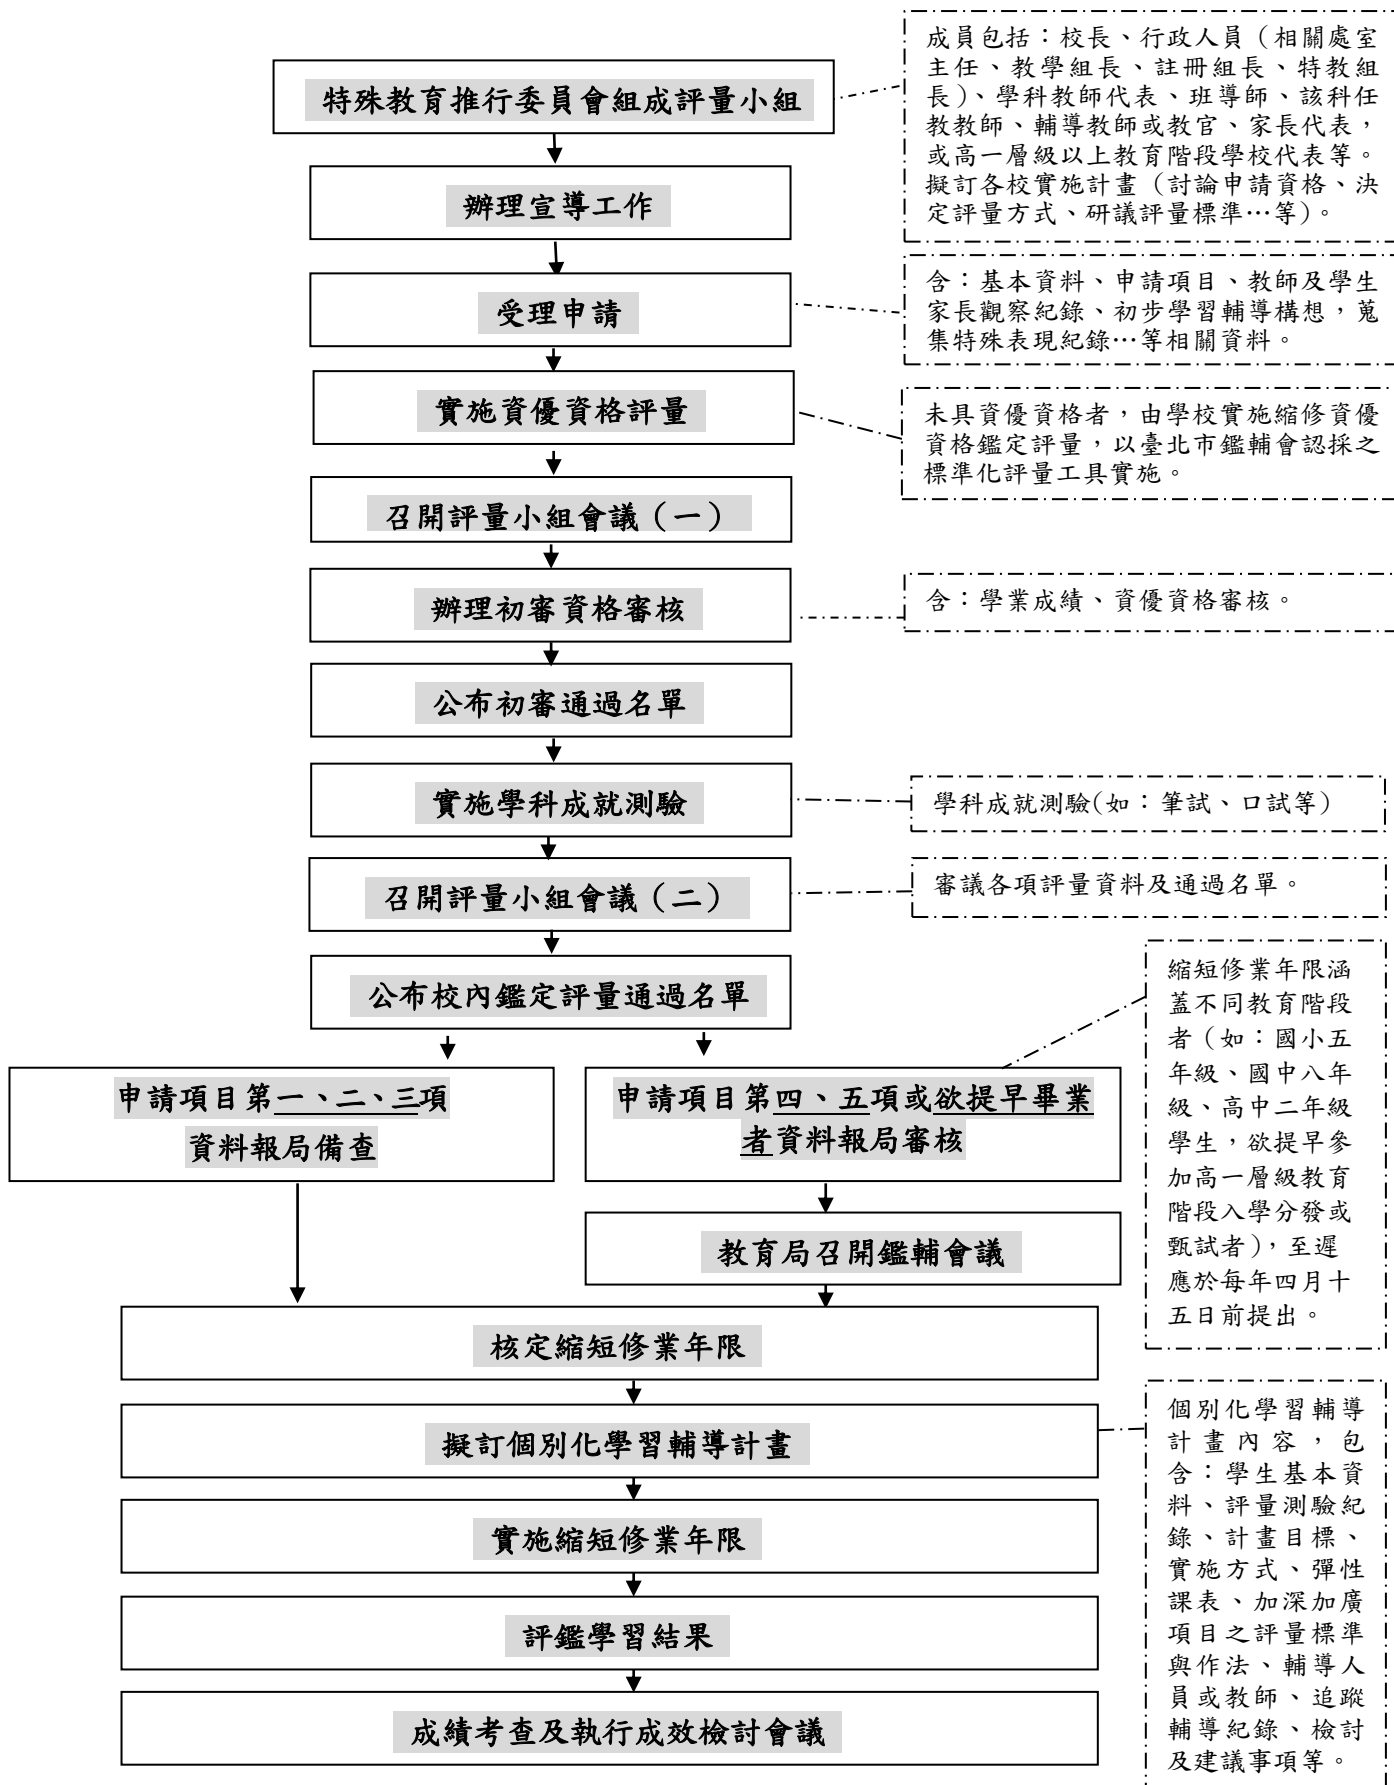 特殊教育推行委員會組成評量小組
成員包括：校長、行政人員（相關處室
主任、教學組長、註冊組長、特教組
長）、學科教師代表、班導師、該科任
教教師、輔導教師或教官、家長代表，
或高一層級以上教育階段學校代表等。
擬訂各校實施計畫（討論申請資格、決
定評量方式、研議評量標準…等）。
辦理宣導工作
受理申請
含：基本資料、申請項目、教師及學生
家長觀察紀錄、初步學習輔導構想，蒐
集特殊表現紀錄…等相關資料。
實施資優資格評量
未具資優資格者，由學校實施縮修資優
資格鑑定評量，以臺北市鑑輔會認採之
標準化評量工具實施。
召開評量小組會議（一）
辦理初審資格審核
含：學業成績、資優資格審核。
公布初審通過名單
實施學科成就測驗
學科成就測驗(如：筆試、口試等)
召開評量小組會議（二）
審議各項評量資料及通過名單。
公布校內鑑定評量通過名單
申請項目第一、二、三項
資料報局備查
申請項目第四、五項或欲提早畢業
者資料報局審核
縮短修業年限涵
蓋不同教育階段
者（如：國小五
年級、國中八年
級、高中二年級
學生，欲提早參
加高一層級教育
階段入學分發或
甄試者），至遲
應於每年四月十
五日前提出。
教育局召開鑑輔會議
核定縮短修業年限
擬訂個別化學習輔導計畫
個別化學習輔導
計畫內容，包
含：學生基本資
料、評量測驗紀
錄、計畫目標、
實施方式、彈性
課表、加深加廣
項目之評量標準
與作法、輔導人
員或教師、追蹤
輔導紀錄、檢討
及建議事項等。
實施縮短修業年限
評鑑學習結果
成績考查及執行成效檢討會議